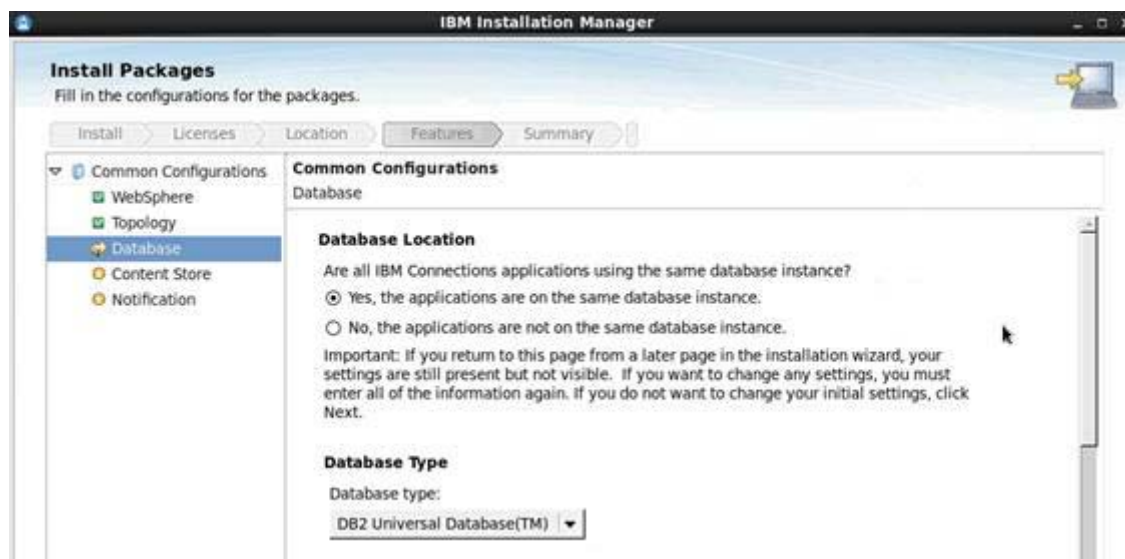 IBM Installation Manager
Install Packages
Fill in the configurations for the packages.
Install
Licenses
Location
Features
Summary
Common Configurations
WebSphere
Topology
Database
Content Store
Notification
Common Configurations
Database
Database Location
Are all IBM Connections applications using the same database instance?
Yes, the applications are on the same database instance.
No, the applications are not on the same database instance.
Important: If you return to this page from a later page in the installation wizard, your
settings are still present but not visible. If you want to change any settings, you must
enter all of the information again. If you do not want to change your initial settings, click
Next.
Database Type
Database type:
DB2 Universal Database(TM)